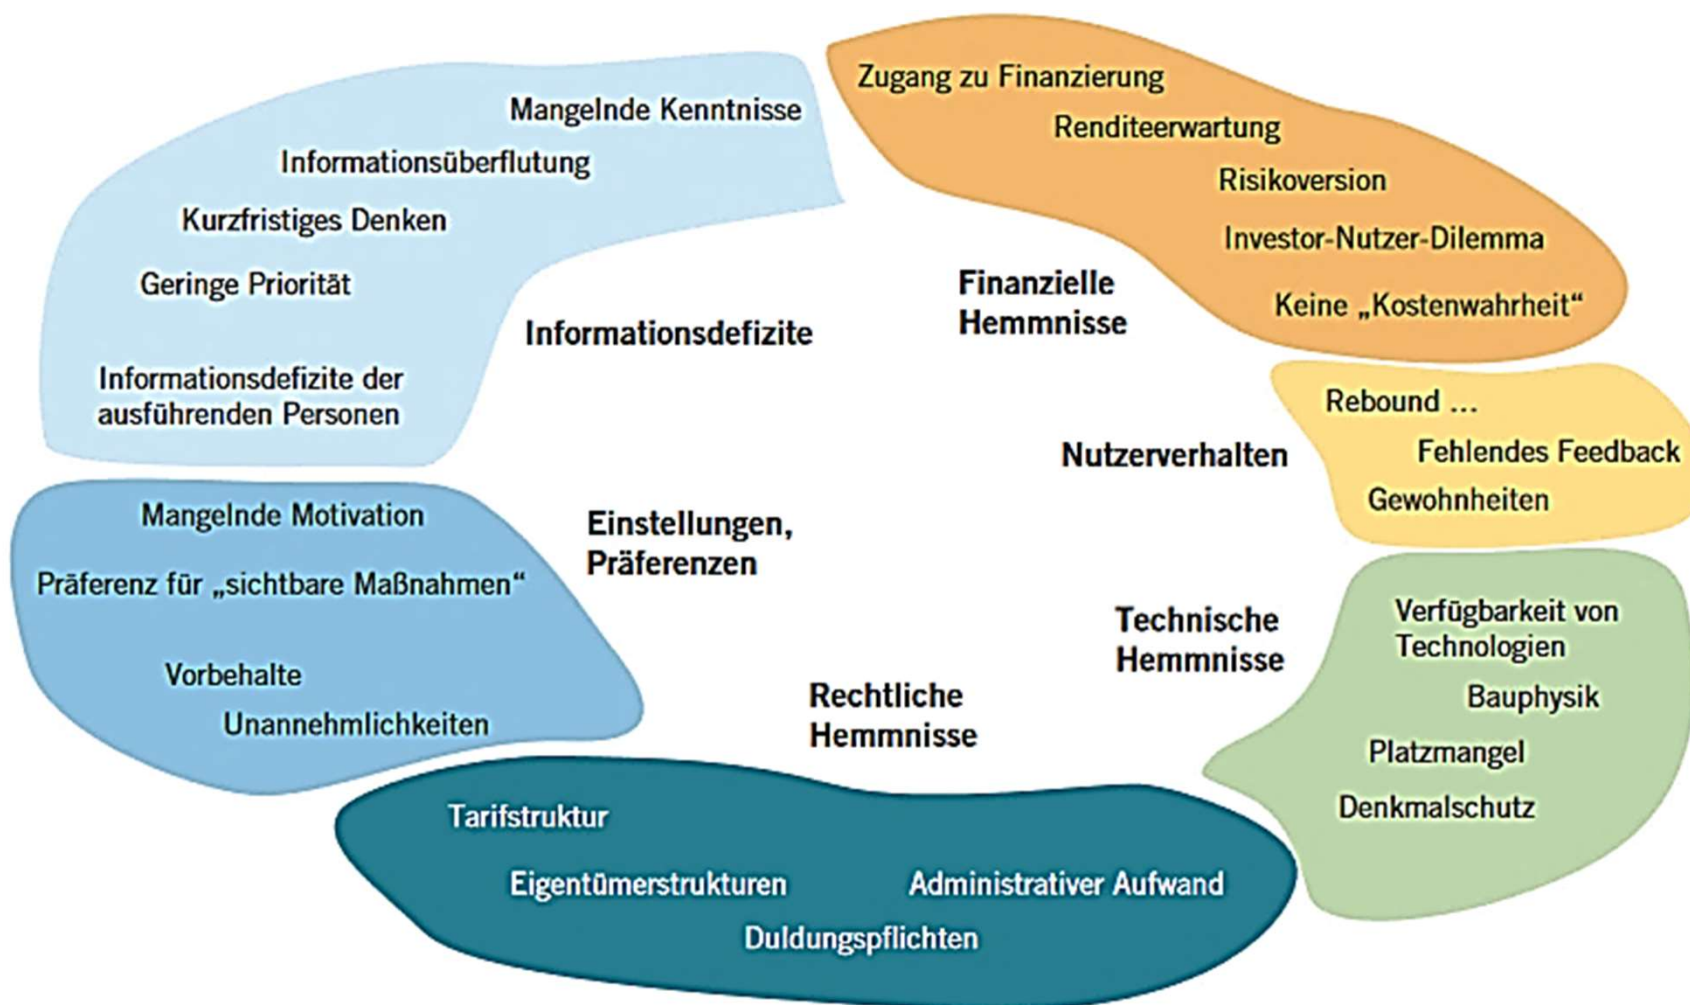 Mangelnde Kenntnisse
Informationsüberflutung
Kurzfristiges Denken
Geringe Priorität
Informationsdefizite der
ausführenden Personen
Informationsdefizite
Zugang zu Finanzierung
Renditeerwartung
Risikoversion
Investor-Nutzer-Dilemma
Keine „Kostenwahrheit“
Finanzielle
Hemmnisse
Rebound ...
Fehlendes Feedback
Gewohnheiten
Nutzerverhalten
Mangelnde Motivation
Präferenz für „sichtbare Maßnahmen“
Vorbehalte
Unannehmlichkeiten
Einstellungen,
Präferenzen
Technische
Hemmnisse
Verfügbarkeit von
Technologien
Bauphysik
Platzmangel
Denkmalschutz
Rechtliche
Hemmnisse
Tarifstruktur
Eigentümerstrukturen
Administrativer Aufwand
Duldungspflichten